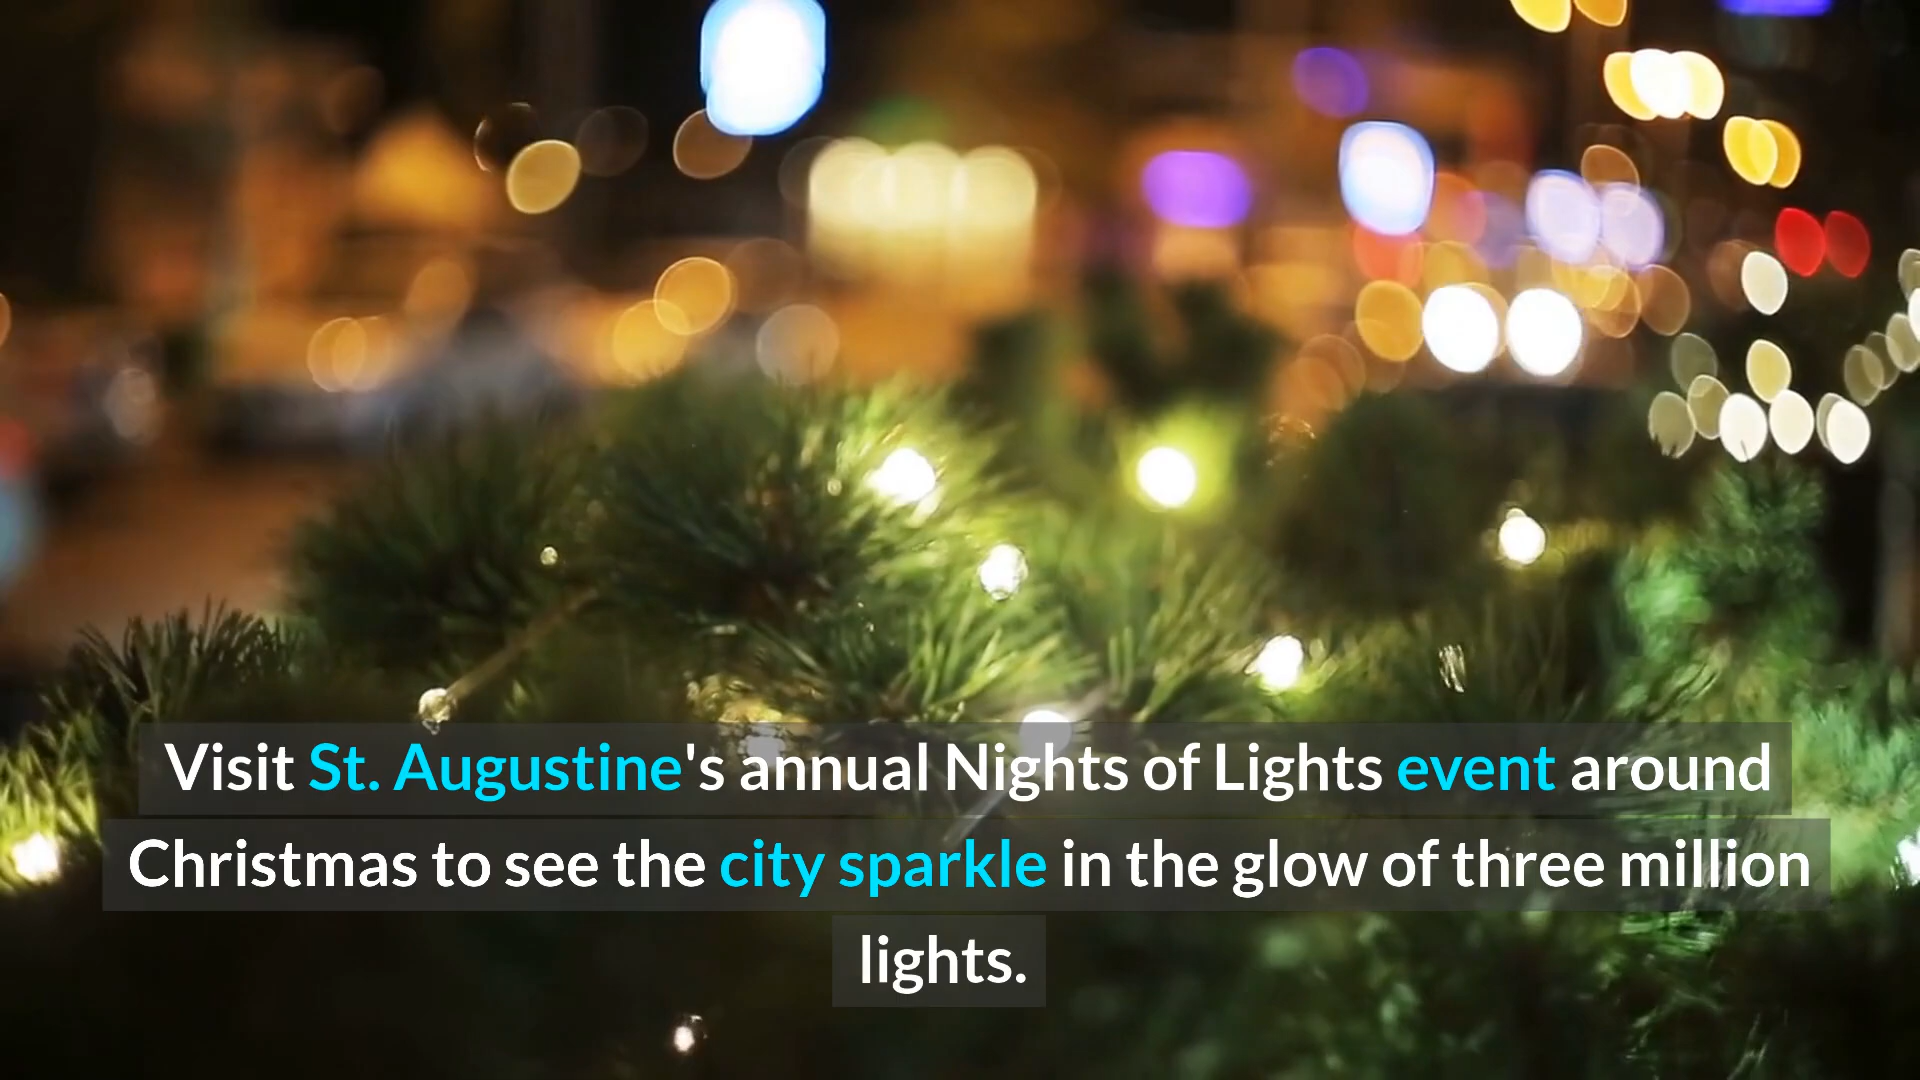 Visit St. Augustine's annual Nights of Lights event around
Christmas to see the city sparkle in the glow of three million
lights.